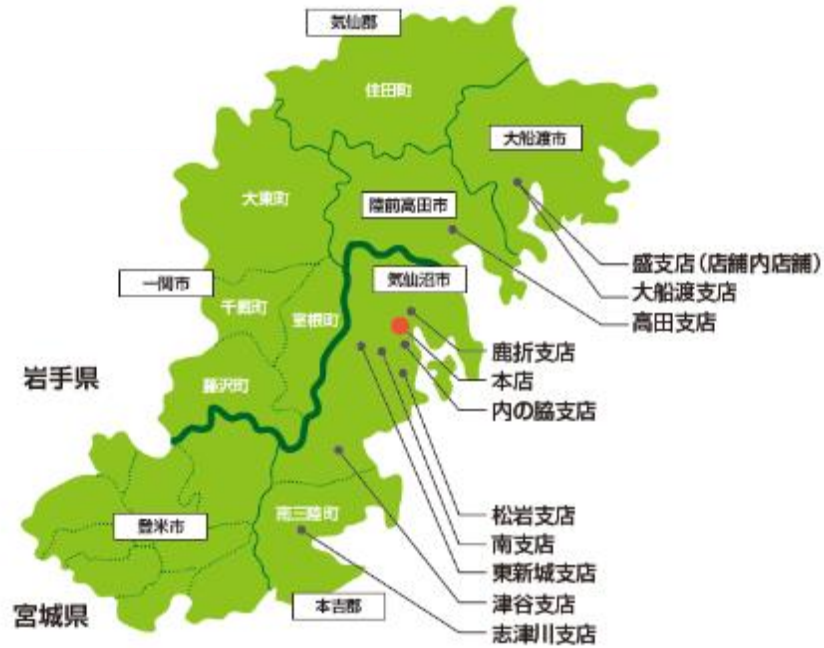 気仙郡
住田町
大船渡市
大東町
陸前高田市
盛支店（店舗内店舗）
一関市
気仙沼市
大船渡支店
千厩町
室根町
高田支店
鹿折支店
岩手県
藤沢町
本店
内の脇支店
松岩支店
登米市
南三陸町
南支店
東新城支店
宮城県
本吉郡
津谷支店
志津川支店